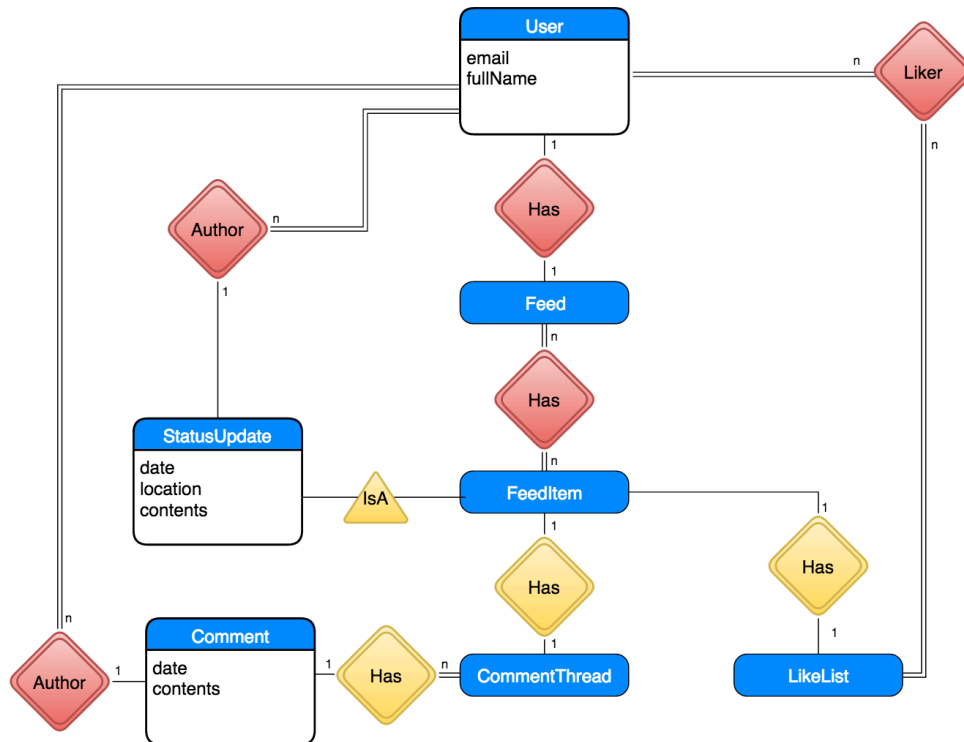 User
email
fullName
n
Liker
n
1
Has
1
Author
n
1
Feed
n
Has
n
StatusUpdate
date
location
contents
IsA
FeedItem
1
1
Has
1
Has
1
n
Author
1
Comment
date
contents
1
Has
n
CommentThread
LikeList